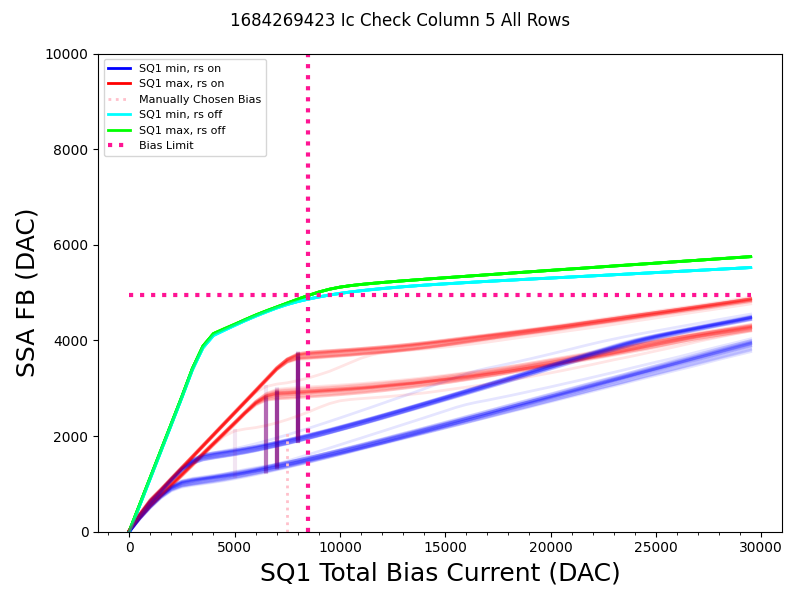 1684269423 Ic Check Column 5 All Rows
SQ1 min, rs on
SQ1 max, rs on
Manually Chosen Bias
SQ1 min, rs off
SQ1 max, rs off
Bias Limit
10000
8000
6000
4000
2000
0
SSA FB (DAC)
0 5000 10000 15000 20000 25000 30000
SQ1 Total Bias Current (DAC)